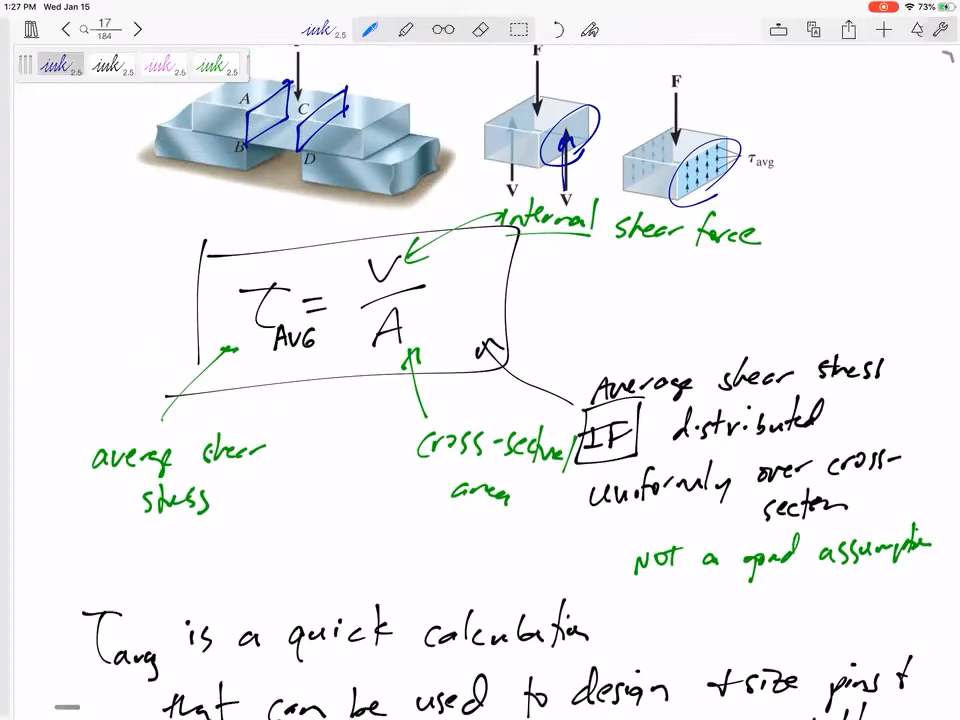 1:27 PM Wed Jan 15
73%
17
184
ink 2.5
ink 2.5
ink 2.5
ink 2.5
ink 2.5
A
B
C
D
F
V
V
F
τavg
internal shear force
τAVG = V
A
average shear
stress
cross-section
area
Average shear stress
IF distributed
uniformly over cross-
section
NOT a good assumption
τavg is a quick calculation
that can be used to design + size pins +